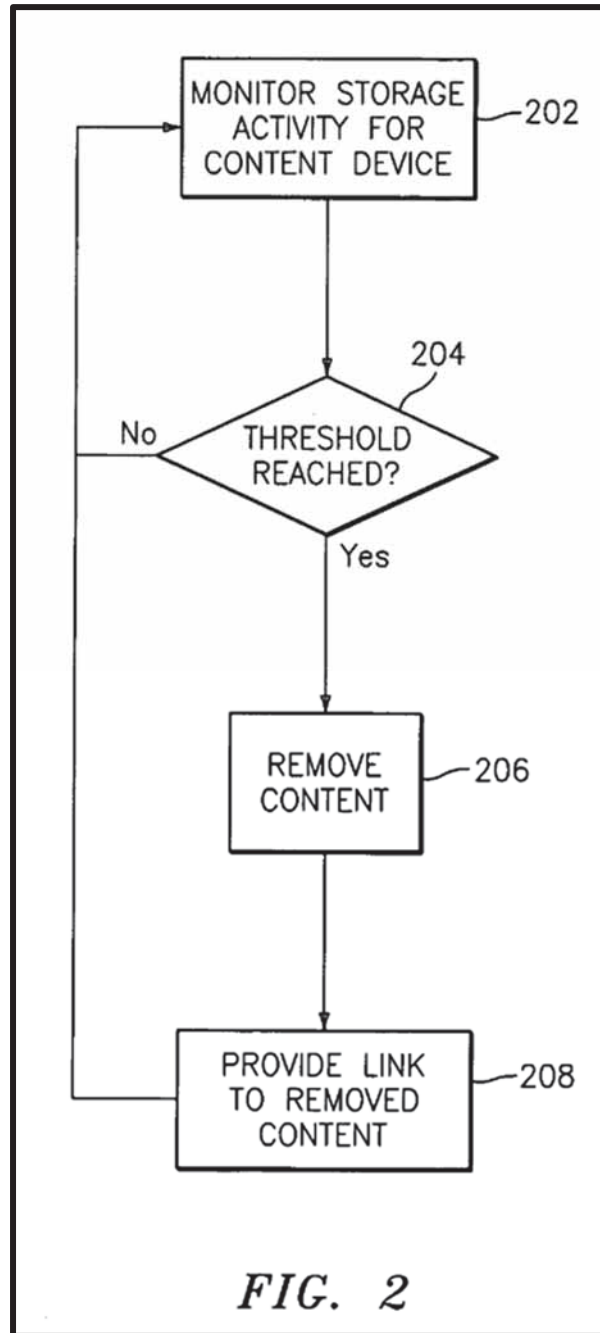 MONITOR STORAGE
ACTIVITY FOR
CONTENT DEVICE
202
204
No
THRESHOLD
REACHED?
Yes
REMOVE
CONTENT
206
PROVIDE LINK
TO REMOVED
CONTENT
208
FIG. 2